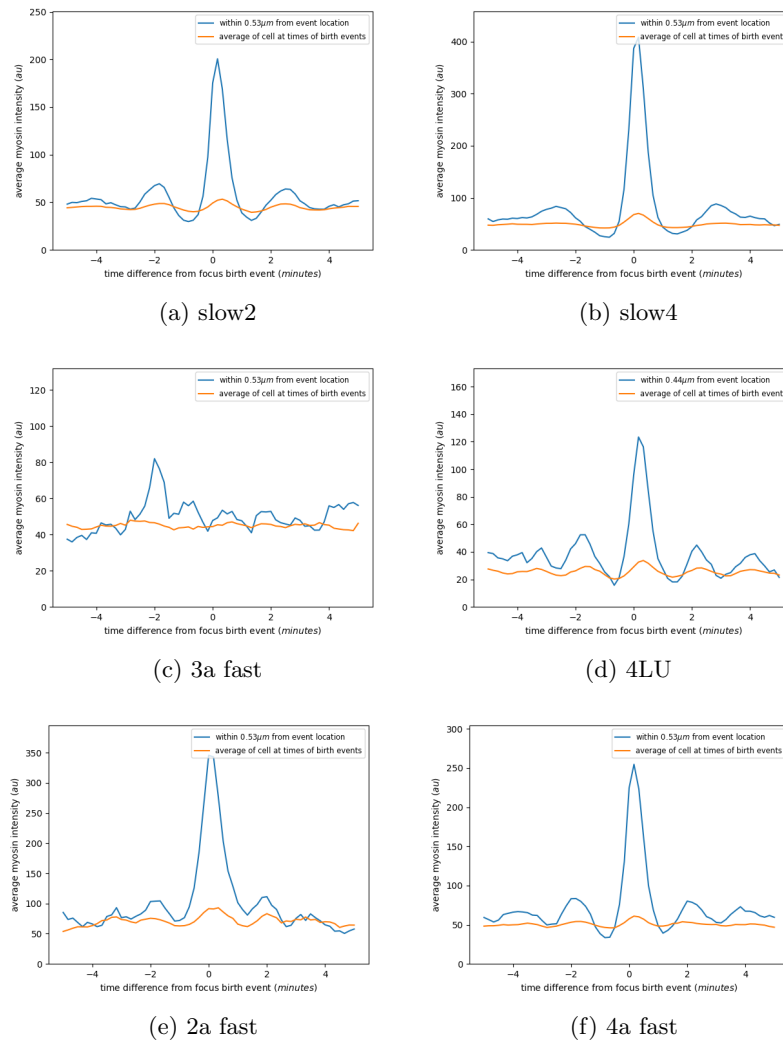 250
200
150
100
50
0
average myosin intensity (au)
within 0.53μm from event location
average of cell at times of birth events
−4 −2 0 2 4
time difference from focus birth event (minutes)
(a) slow2
400
300
200
100
0
average myosin intensity (au)
within 0.53μm from event location
average of cell at times of birth events
−4 −2 0 2 4
time difference from focus birth event (minutes)
(b) slow4
120
100
80
60
40
20
0
average myosin intensity (au)
within 0.53μm from event location
average of cell at times of birth events
−4 −2 0 2 4
time difference from focus birth event (minutes)
(c) 3a fast
160
140
120
100
80
60
40
20
0
average myosin intensity (au)
within 0.44μm from event location
average of cell at times of birth events
−4 −2 0 2 4
time difference from focus birth event (minutes)
(d) 4LU
350
300
250
200
150
100
50
0
average myosin intensity (au)
within 0.53μm from event location
average of cell at times of birth events
−4 −2 0 2 4
time difference from focus birth event (minutes)
(e) 2a fast
300
250
200
150
100
50
0
average myosin intensity (au)
within 0.53μm from event location
average of cell at times of birth events
−4 −2 0 2 4
time difference from focus birth event (minutes)
(f) 4a fast